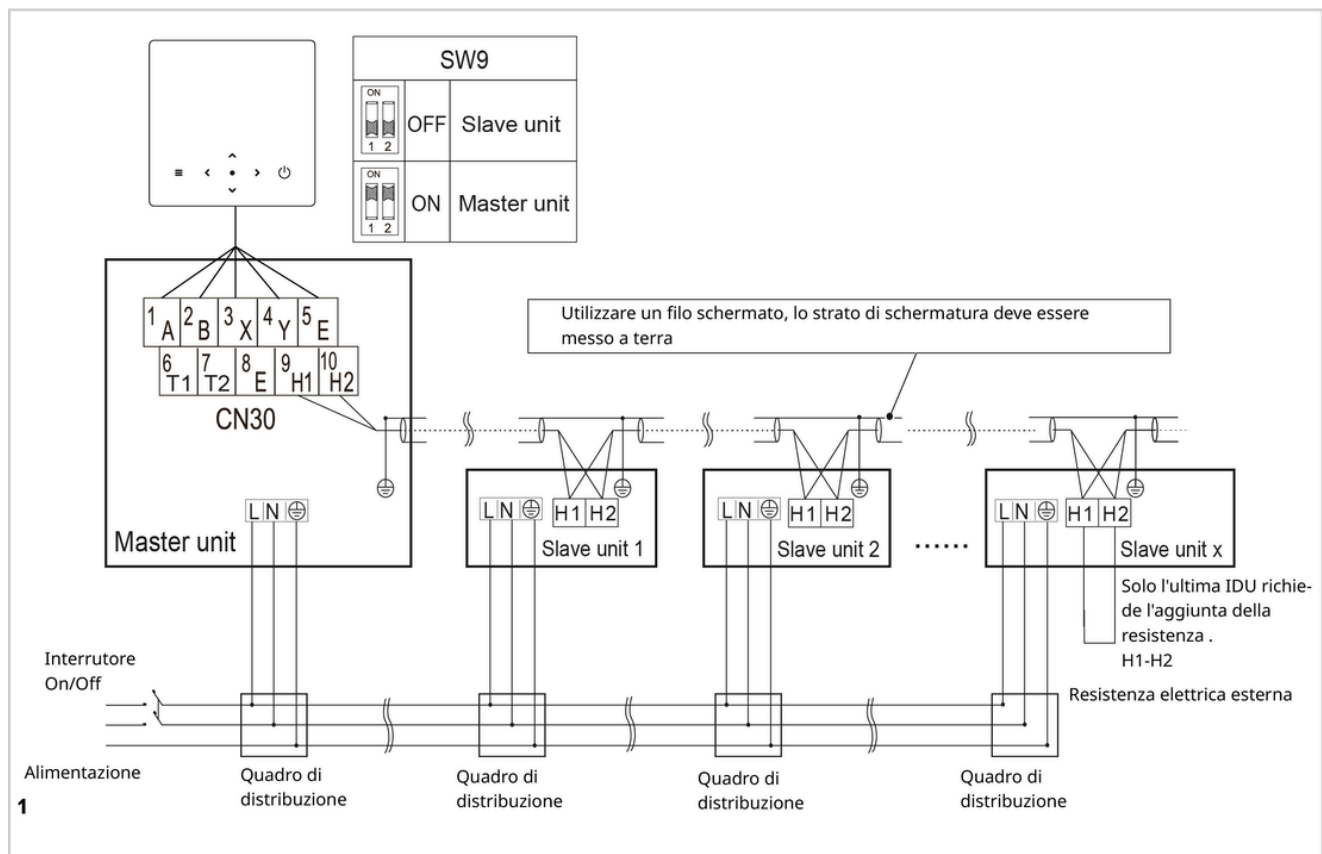 SW9
ON
1 2
OFF
Slave unit
ON
1 2
ON
Master unit
1 A 2 B 3 X 4 Y 5 E
6 T1 7 T2 8 E 9 H1 10 H2
CN30
Utilizzare un filo schermato, lo strato di schermatura deve essere
messo a terra
L N
Master unit
L N
H1 H2
Slave unit 1
L N
H1 H2
Slave unit 2
......
L N
H1 H2
Slave unit x
Solo l'ultima IDU richie-
de l'aggiunta della
resistenza .
H1-H2
Resistenza elettrica esterna
Interrutore
On/Off
Alimentazione
Quadro di
distribuzione
Quadro di
distribuzione
Quadro di
distribuzione
Quadro di
distribuzione
1